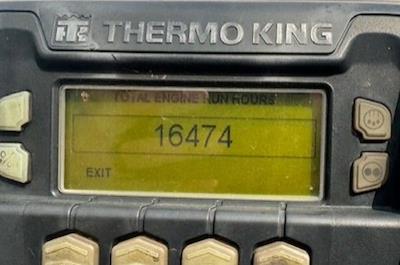 THERMO KING
TOTAL ENGINE RUN HOURS
16474
EXIT